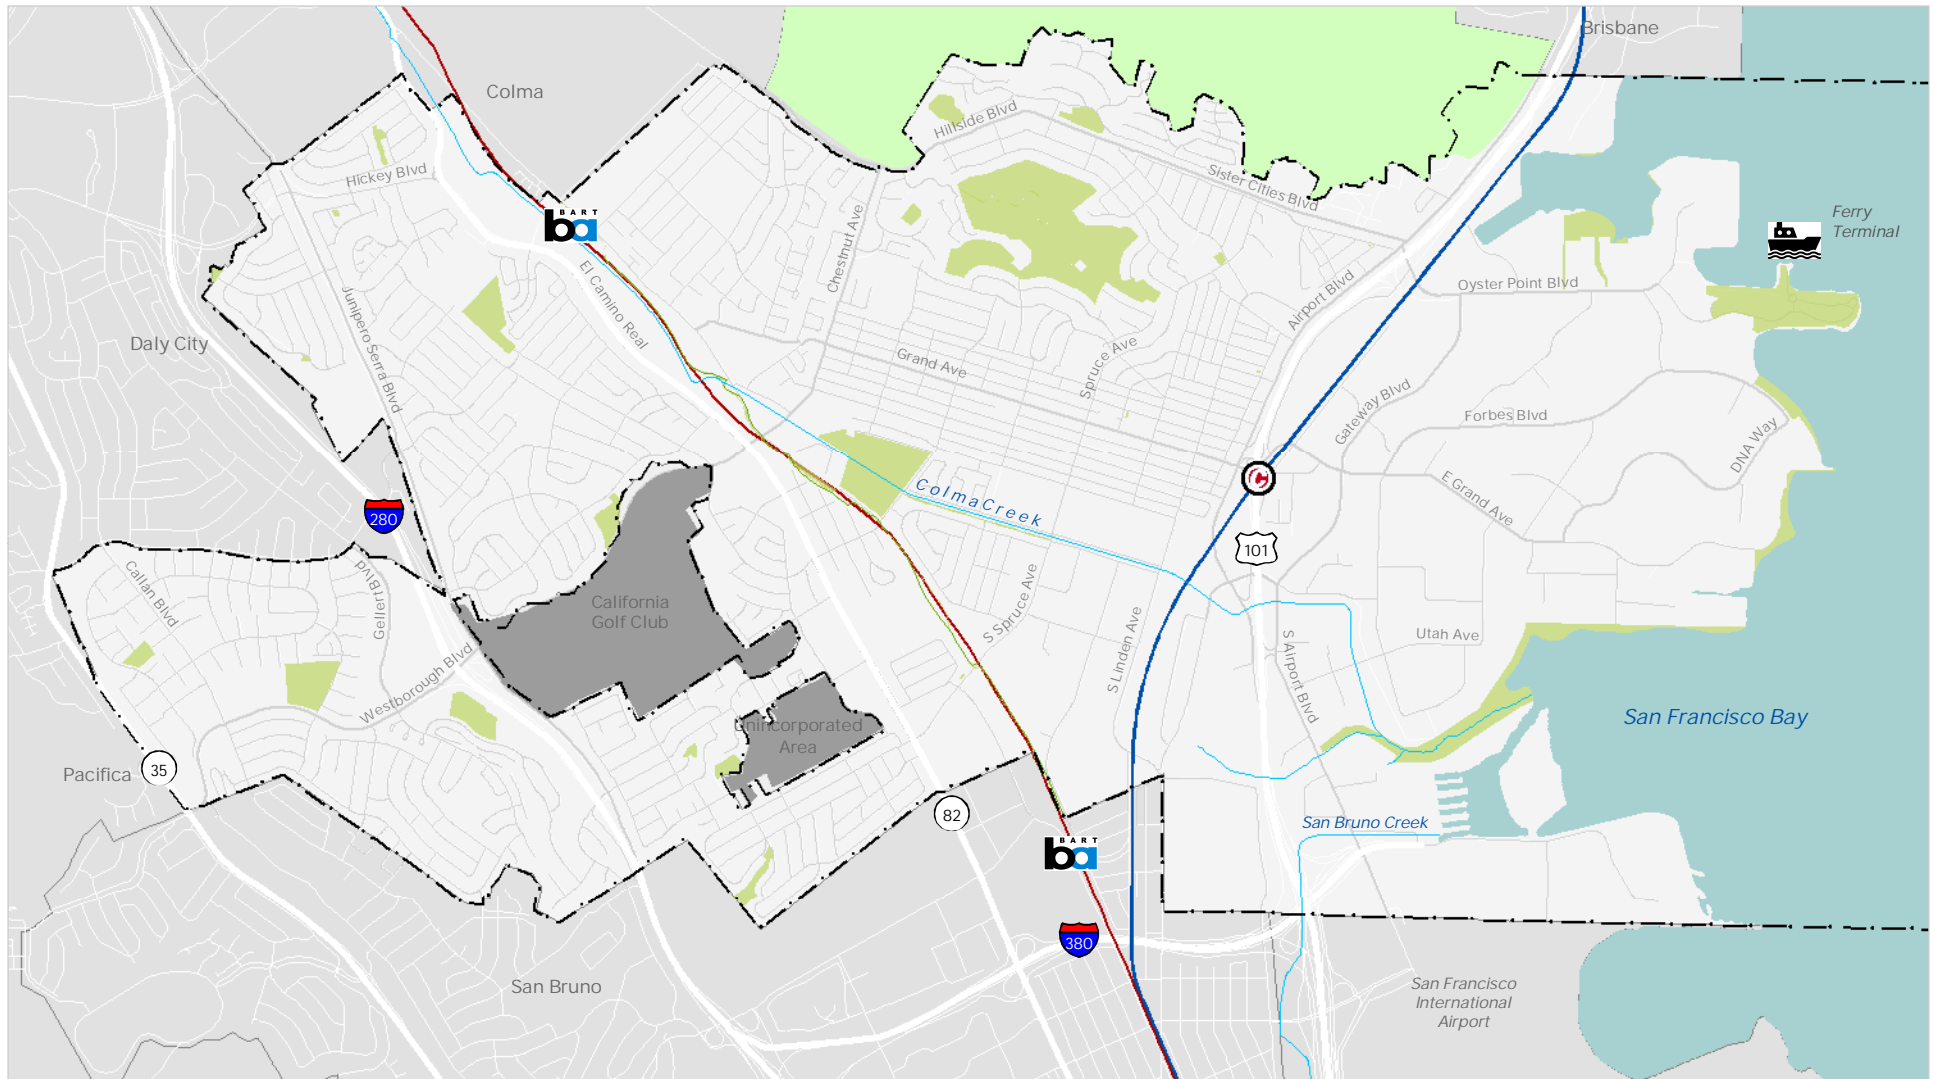 Brisbane
Colma
Hillside Blvd
Hickey Blvd
Sister Cities Blvd
BART
ba
Chestnut Ave
Ferry
Terminal
El Camino Real
Airport Blvd
Oyster Point Blvd
Junipero Serra Blvd
Daly City
Grand Ave
Spruce Ave
Gateway Blvd
Forbes Blvd
DNA Way
E Grand Ave
Colma Creek
280
101
Callan Blvd
Gellert Blvd
California
Golf Club
S Spruce Ave
S Linden Ave
S Airport Blvd
Utah Ave
Westborough Blvd
Unincorporated
Area
San Francisco Bay
Pacifica
35
82
San Bruno Creek
BART
ba
380
San Bruno
San Francisco
International
Airport